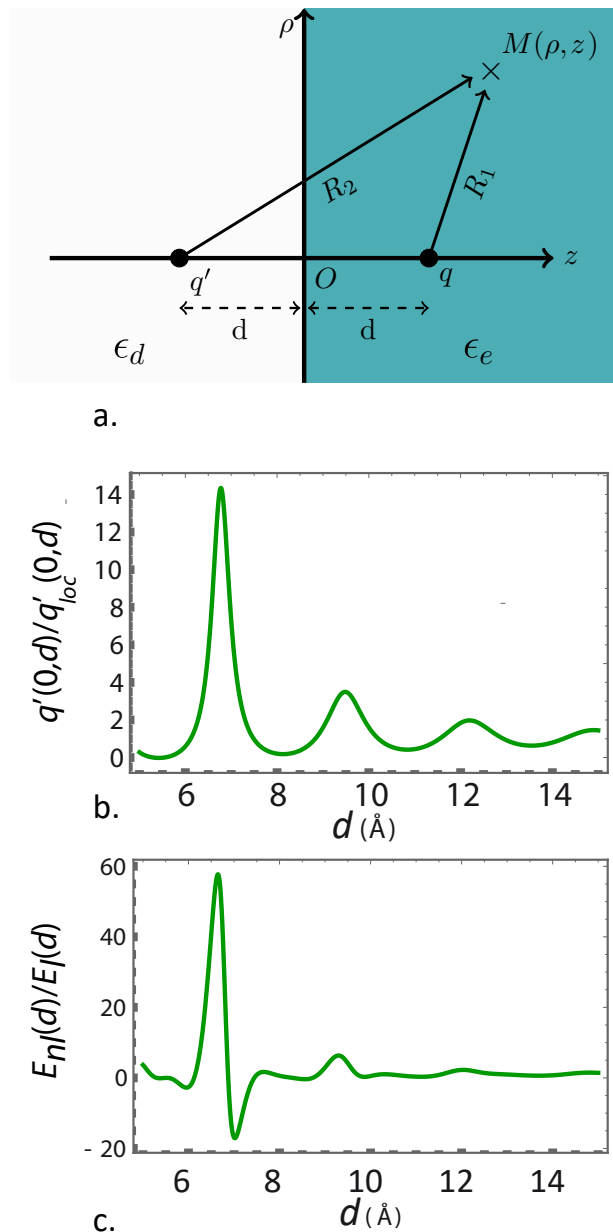 ρ
M(ρ, z)
R₂
R₁
q′
O
q
z
d
d
ϵ_d
ϵ_e
a.
q'(0,d)/q'_loc(0,d)
14
12
10
8
6
4
2
0
6
8
10
12
14
d (Å)
b.
E_nl(d)/E_l(d)
60
40
20
0
- 20
6
8
10
12
14
d (Å)
c.